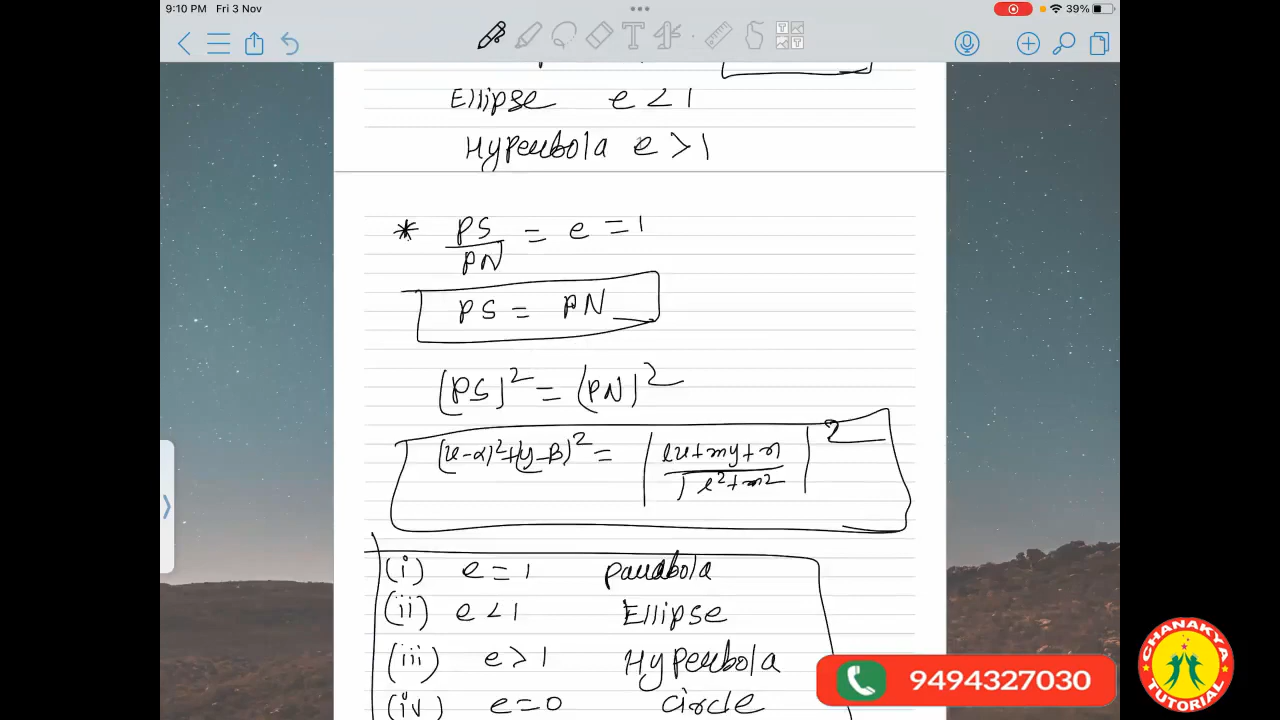 9:10 PM Fri 3 Nov
39%
Ellipse e < 1
Hyperbola e > 1
* PS/PN = e = 1
PS = PN
(PS)² = (PN)²
(x-α)²+(y-β)² = |lx+my+n/√l²+m²|²
(i) e = 1 parabola
(ii) e < 1 Ellipse
(iii) e > 1 Hyperbola
(iv) e = 0 circle
CHANAKYA
TUTORIAL
9494327030